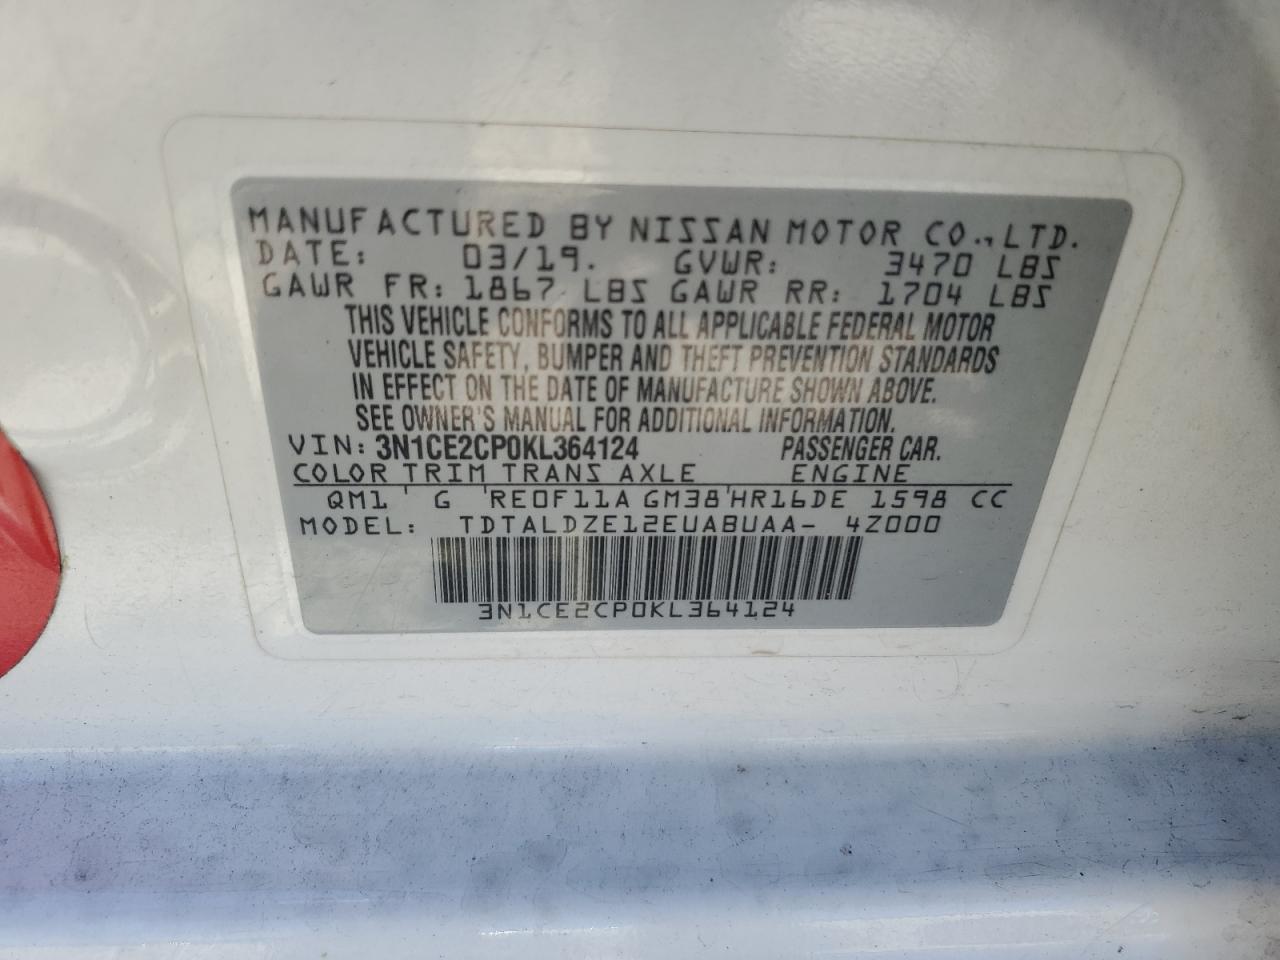 MANUFACTURED BY NISSAN MOTOR CO.,LTD.
DATE: 03/19. GVWR: 3470 LBS
GAWR FR: 1867 LBS GAWR RR: 1704 LBS
THIS VEHICLE CONFORMS TO ALL APPLICABLE FEDERAL MOTOR
VEHICLE SAFETY, BUMPER AND THEFT PREVENTION STANDARDS
IN EFFECT ON THE DATE OF MANUFACTURE SHOWN ABOVE.
SEE OWNER'S MANUAL FOR ADDITIONAL INFORMATION.
VIN: 3N1CE2CP0KL364124 PASSENGER CAR.
COLOR TRIM TRANS AXLE ENGINE
QM1 ' G 'RE0F11A GM38'HR16DE 1598 CC
MODEL: TDTALDZE12EUABUAA- 4Z000
3N1CE2CP0KL364124